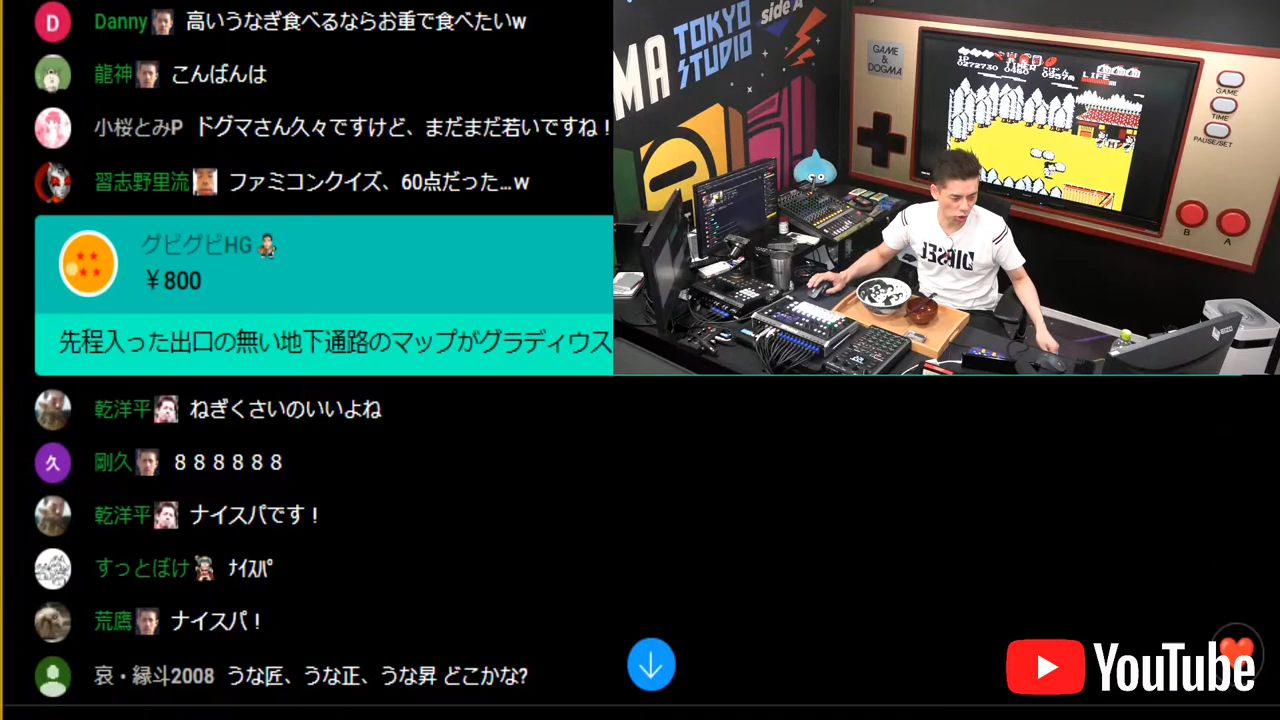 Danny 高いうなぎ食べるならお重で食べたいw
龍神 こんばんは
小桜とみP ドグマさん久々ですけど、まだまだ若いですね！
習志野里流 ファミコンクイズ、60点だった…w
グビグビHG
￥800
先程入った出口の無い地下通路のマップがグラディウス
乾洋平 ねぎくさいのいいよね
久 剛久 ８８８８８８
乾洋平 ナイスパです！
すっとぼけ ﾅｲｽﾊﾟ
荒鷹 ナイスパ！
哀・縁斗2008 うな匠、うな正、うな昇 どこかな?
MA TOKYO STUDIO
side A
GAME & DOGMA
LIFE
GAME
TIME
PAUSE/SET
B A
DIESEL
YouTube